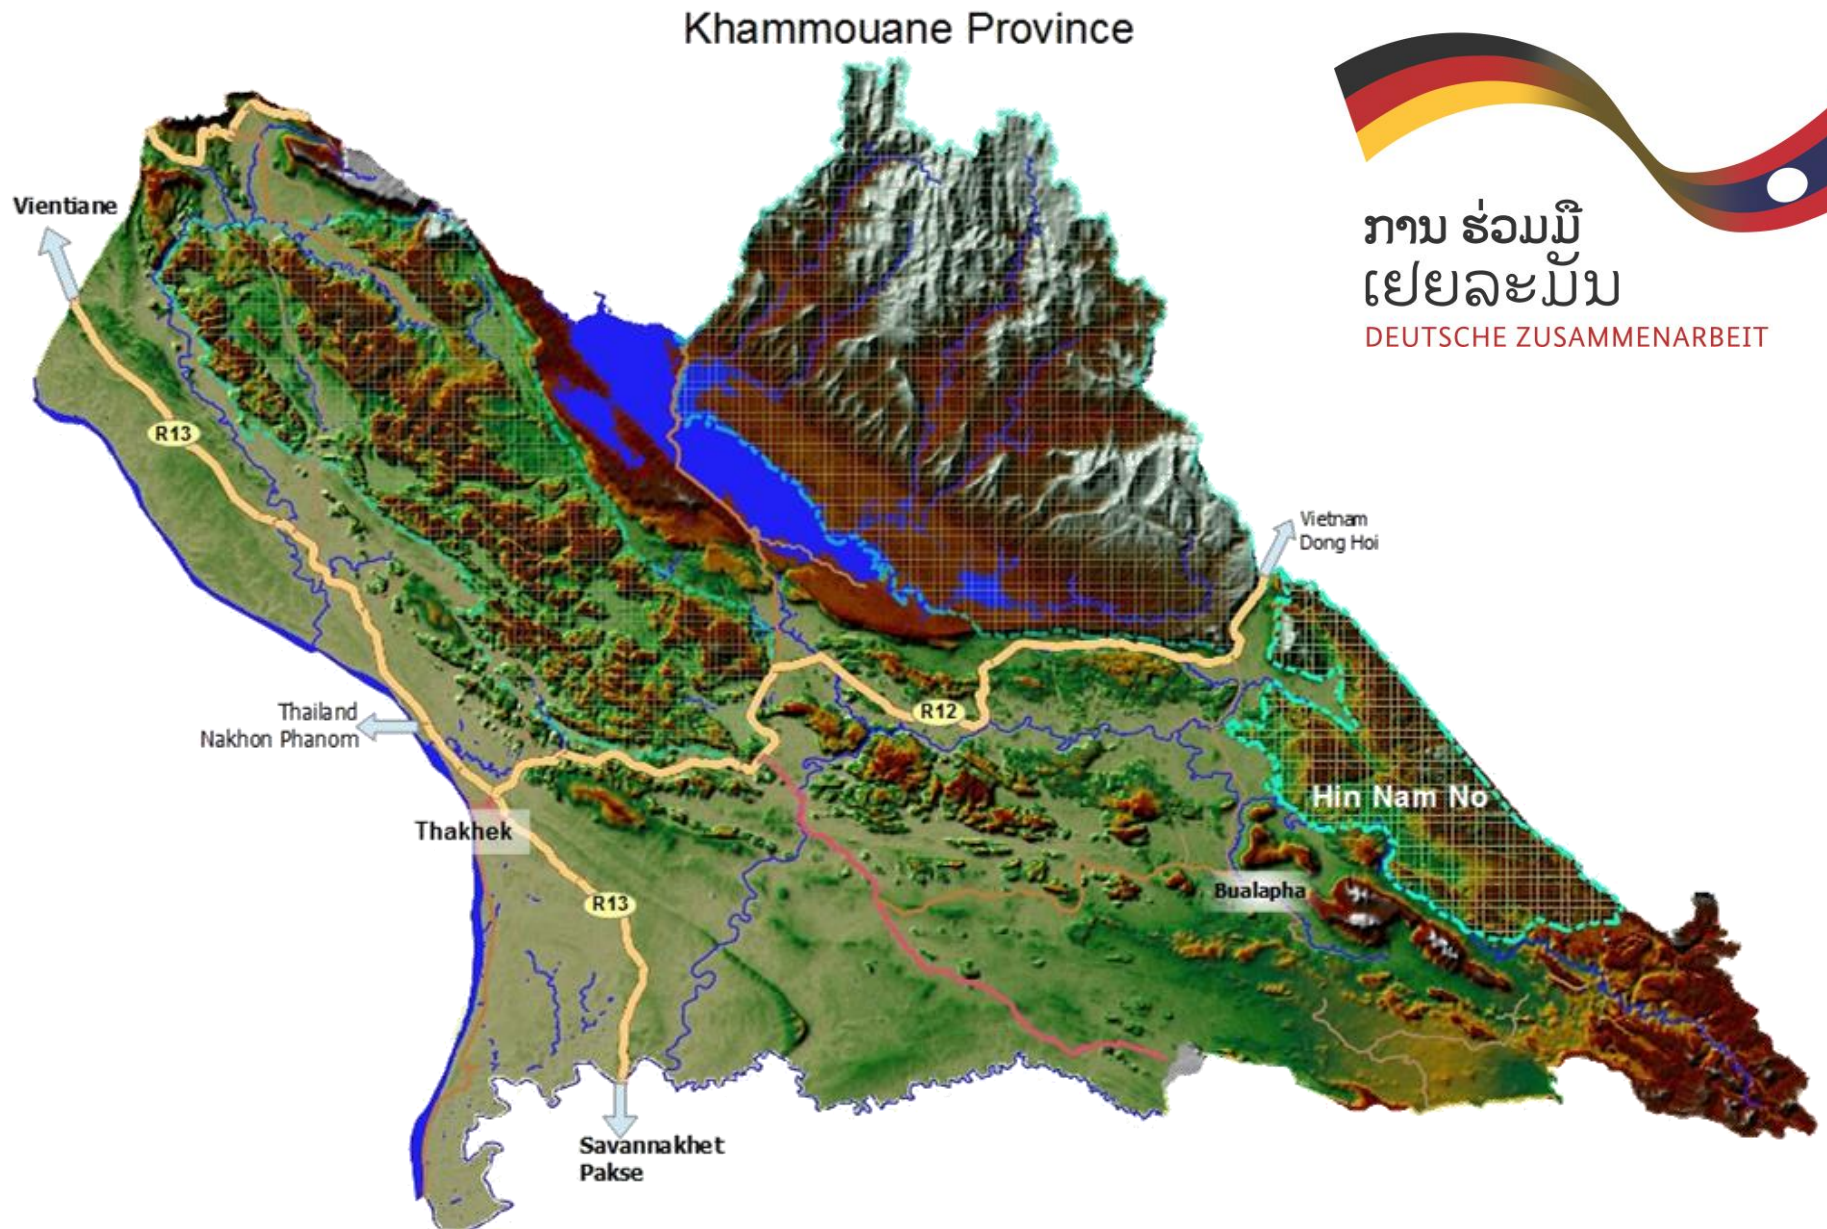 Khammouane Province
ການ ຮ່ວມມື
ເຢຍລະມັນ
DEUTSCHE ZUSAMMENARBEIT
Vientiane
R13
Vietnam
Dong Hoi
Thailand
Nakhon Phanom
R12
Hin Nam No
Thakhek
Bualapha
R13
Savannakhet
Pakse